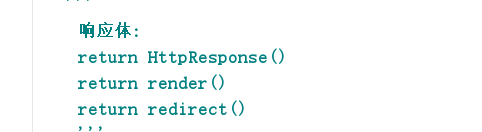 响应体:
return HttpResponse()
return render()
return redirect()
'''